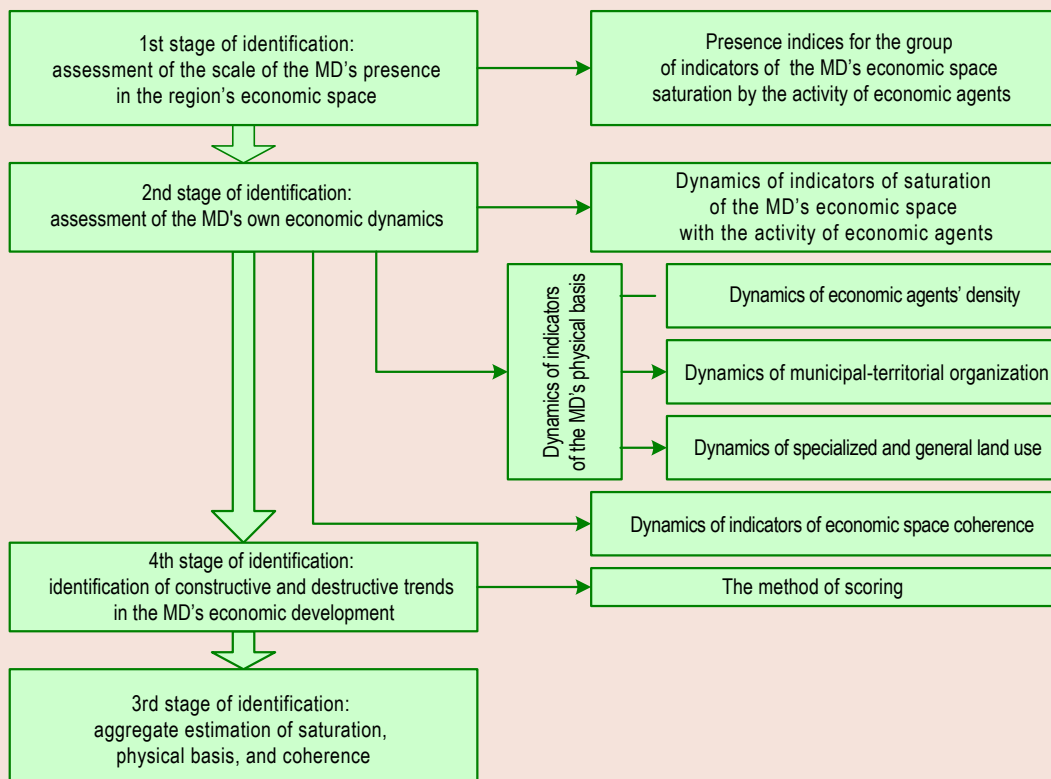 1st stage of identification:
assessment of the scale of the MD’s presence
in the region’s economic space
Presence indices for the group
of indicators of the MD’s economic space
saturation by the activity of economic agents
2nd stage of identification:
assessment of the MD's own economic dynamics
Dynamics of indicators of saturation
of the MD’s economic space
with the activity of economic agents
Dynamics of indicators
of the MD’s physical basis
Dynamics of economic agents’ density
Dynamics of municipal-territorial organization
Dynamics of specialized and general land use
Dynamics of indicators of economic space coherence
4th stage of identification:
identification of constructive and destructive trends
in the MD’s economic development
The method of scoring
3rd stage of identification:
aggregate estimation of saturation,
physical basis, and coherence